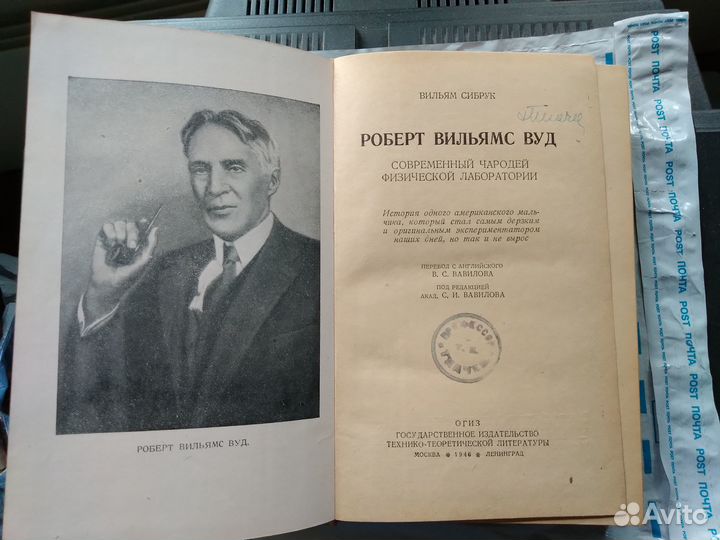 РОБЕРТ ВИЛЬЯМС ВУД.
ВИЛЬЯМ СИБРУК
РОБЕРТ ВИЛЬЯМС ВУД
СОВРЕМЕННЫЙ ЧАРОДЕЙ
ФИЗИЧЕСКОЙ ЛАБОРАТОРИИ
История одного американского маль-
чика, который стал самым дерзким
и оригинальным экспериментатором
наших дней, но так и не вырос
ПЕРЕВОД С АНГЛИЙСКОГО
В. С. ВАВИЛОВА
ПОД РЕДАКЦИЕЙ
АКАД. С. И. ВАВИЛОВА
ПРОФЕССОР
ОГИЗ
ГОСУДАРСТВЕННОЕ ИЗДАТЕЛЬСТВО
ТЕХНИКО-ТЕОРЕТИЧЕСКОЙ ЛИТЕРАТУРЫ
МОСКВА * 1946 * ЛЕНИНГРАД
POST ПОЧТА POST ПОЧТА POST ПОЧТА POST ПОЧТА POST ПОЧТА POST ПОЧТА
Avito